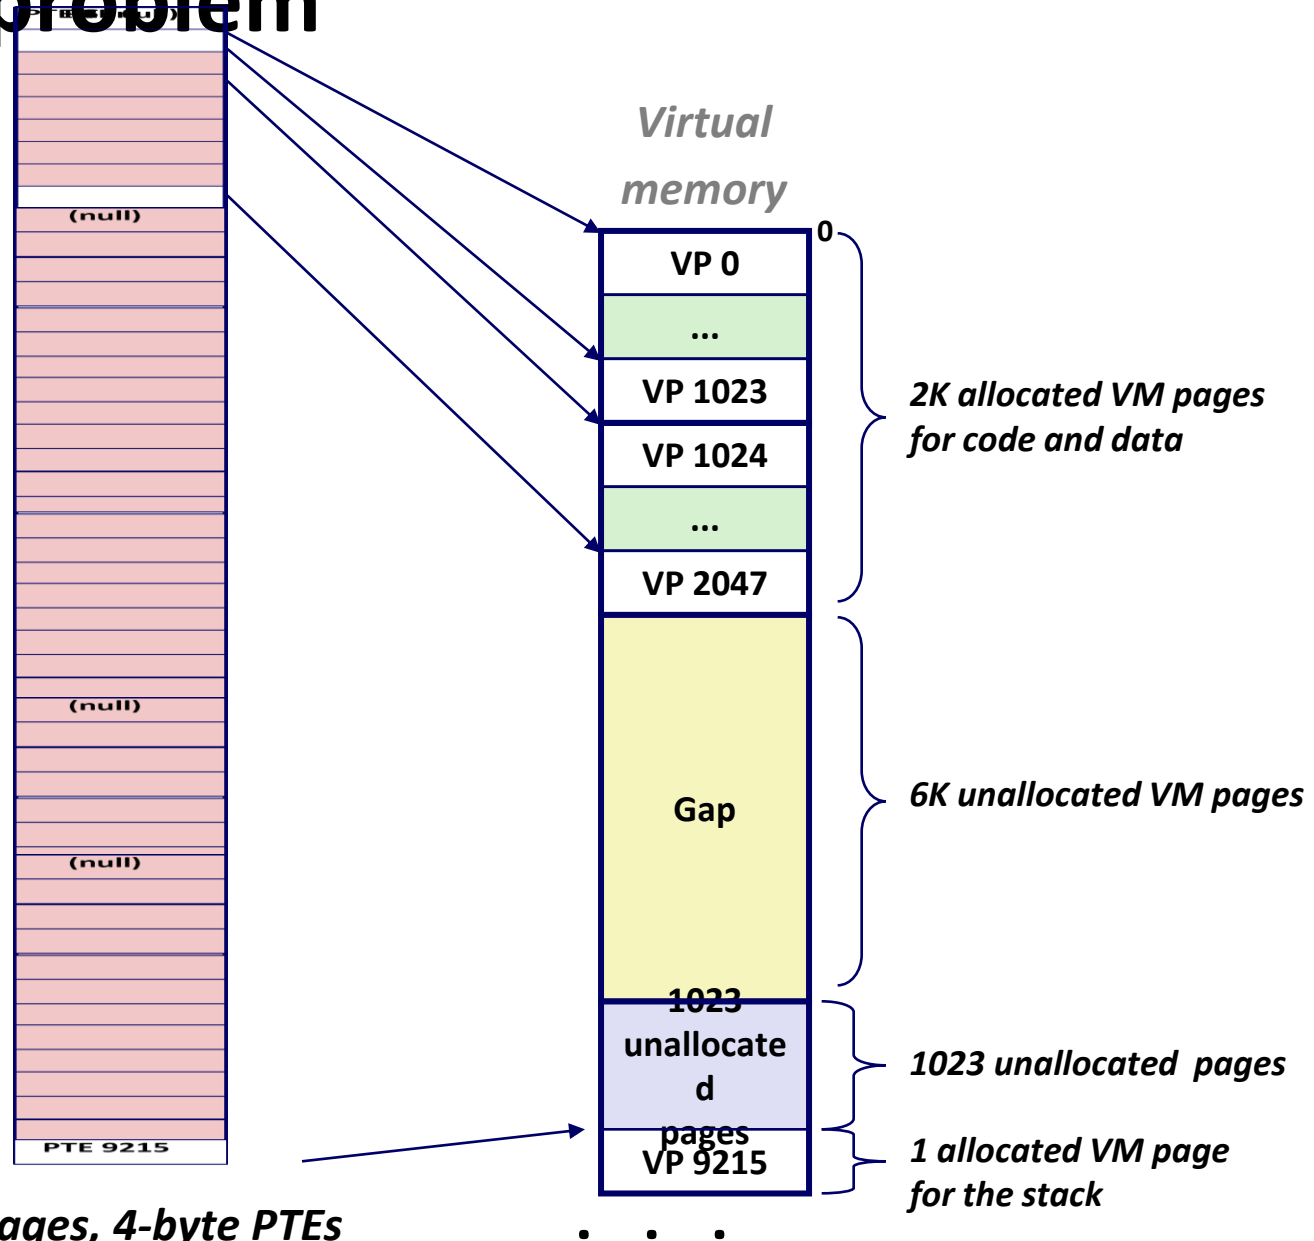 problem
(null)
(null)
(null)
PTE 9215
Virtual
memory
0
VP 0
...
VP 1023
VP 1024
...
VP 2047
Gap
1023
unallocate
d
pages
VP 9215
2K allocated VM pages
for code and data
6K unallocated VM pages
1023 unallocated pages
1 allocated VM page
for the stack
4-byte PTEs
. . .